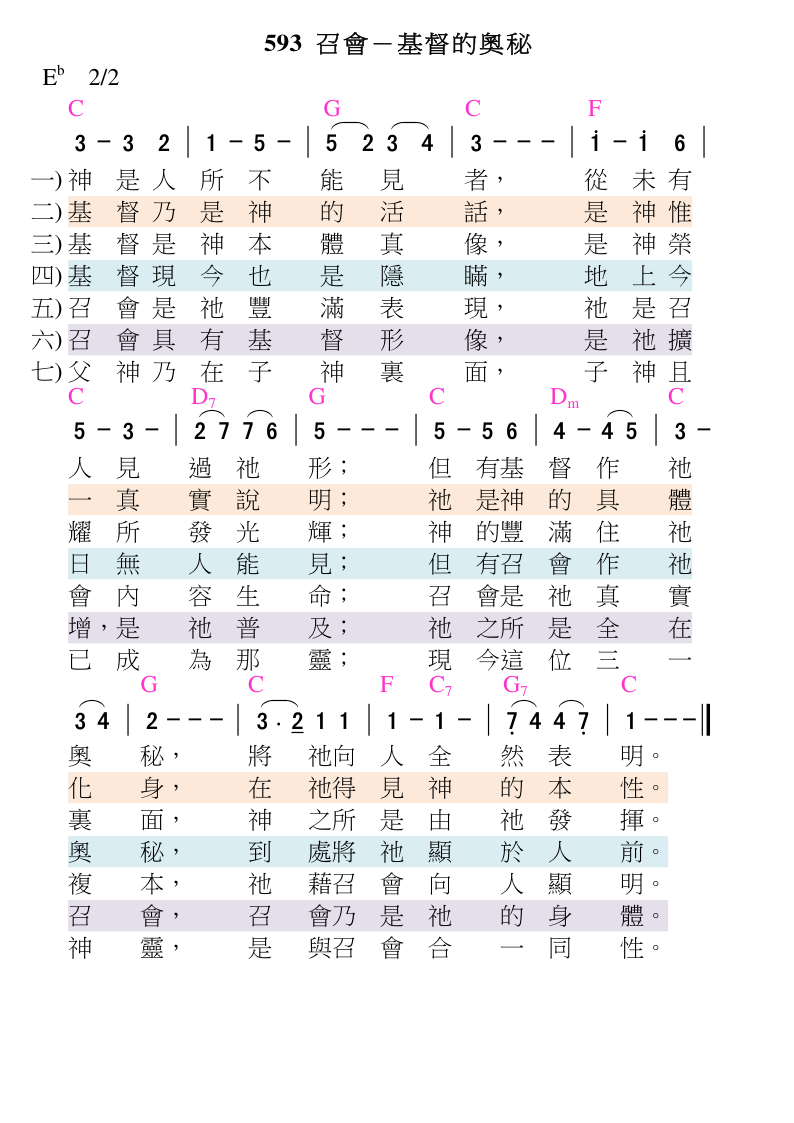 593 召會－基督的奧秘
E♭ 2/2
C G C F
3 - 3 2 | 1 - 5 - | 5 2 3 4 | 3 - - - | i - i 6 |
一) 神 是 人 所 不 能 見 者， 從 未 有
二) 基 督 乃 是 神 的 活 話， 是 神 惟
三) 基 督 是 神 本 體 真 像， 是 神 榮
四) 基 督 現 今 也 是 隱 瞞， 地 上 今
五) 召 會 是 祂 豐 滿 表 現， 祂 是 召
六) 召 會 具 有 基 督 形 像， 是 祂 擴
七) 父 神 乃 在 子 神 裏 面， 子 神 且
C D7 G C Dm C
5 - 3 - | 2 7 7 6 | 5 - - - | 5 - 5 6 | 4 - 4 5 | 3 -
人 見 過 祂 形； 但 有基 督 作 祂
一 真 實 說 明； 祂 是神 的 具 體
耀 所 發 光 輝； 神 的豐 滿 住 祂
日 無 人 能 見； 但 有召 會 作 祂
會 內 容 生 命； 召 會是 祂 真 實
增，是 祂 普 及； 祂 之所 是 全 在
已 成 為 那 靈； 現 今這 位 三 一
G C F C7 G7 C
3 4 | 2 - - - | 3 . 2 1 1 | 1 - 1 - | 7 4 4 7 | 1 - - - ‖
奧 秘， 將 祂向 人 全 然 表 明。
化 身， 在 祂得 見 神 的 本 性。
裏 面， 神 之所 是 由 祂 發 揮。
奧 秘， 到 處將 祂 顯 於 人 前。
複 本， 祂 藉召 會 向 人 顯 明。
召 會， 召 會乃 是 祂 的 身 體。
神 靈， 是 與召 會 合 一 同 性。